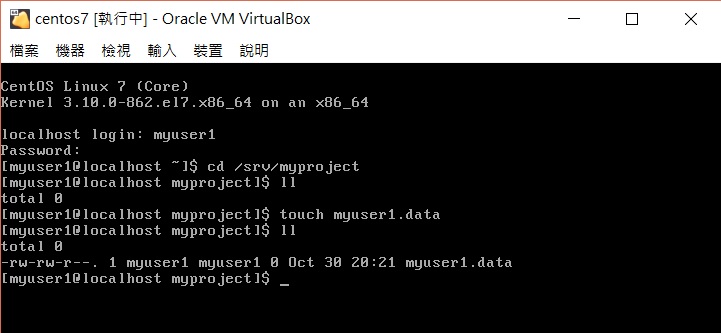 centos7 [執行中] - Oracle VM VirtualBox
檔案 機器 檢視 輸入 裝置 說明
CentOS Linux 7 (Core)
Kernel 3.10.0-862.el7.x86_64 on an x86_64
localhost login: myuser1
Password:
[myuser1@localhost ~]$ cd /srv/myproject
[myuser1@localhost myproject]$ ll
total 0
[myuser1@localhost myproject]$ touch myuser1.data
[myuser1@localhost myproject]$ ll
total 0
-rw-rw-r--. 1 myuser1 myuser1 0 Oct 30 20:21 myuser1.data
[myuser1@localhost myproject]$ _